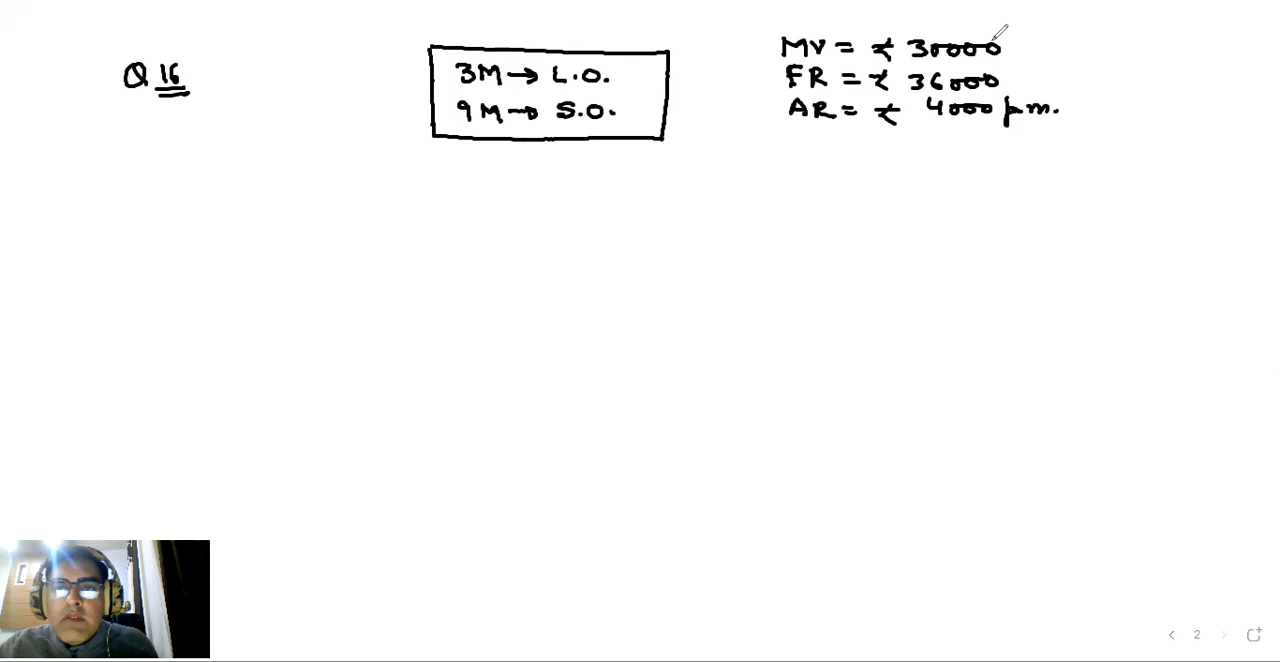 Q 16
3M → L.O.
9M → S.O.
MV = ₹ 30000
FR = ₹ 36000
AR = ₹ 4000 p.m.
2